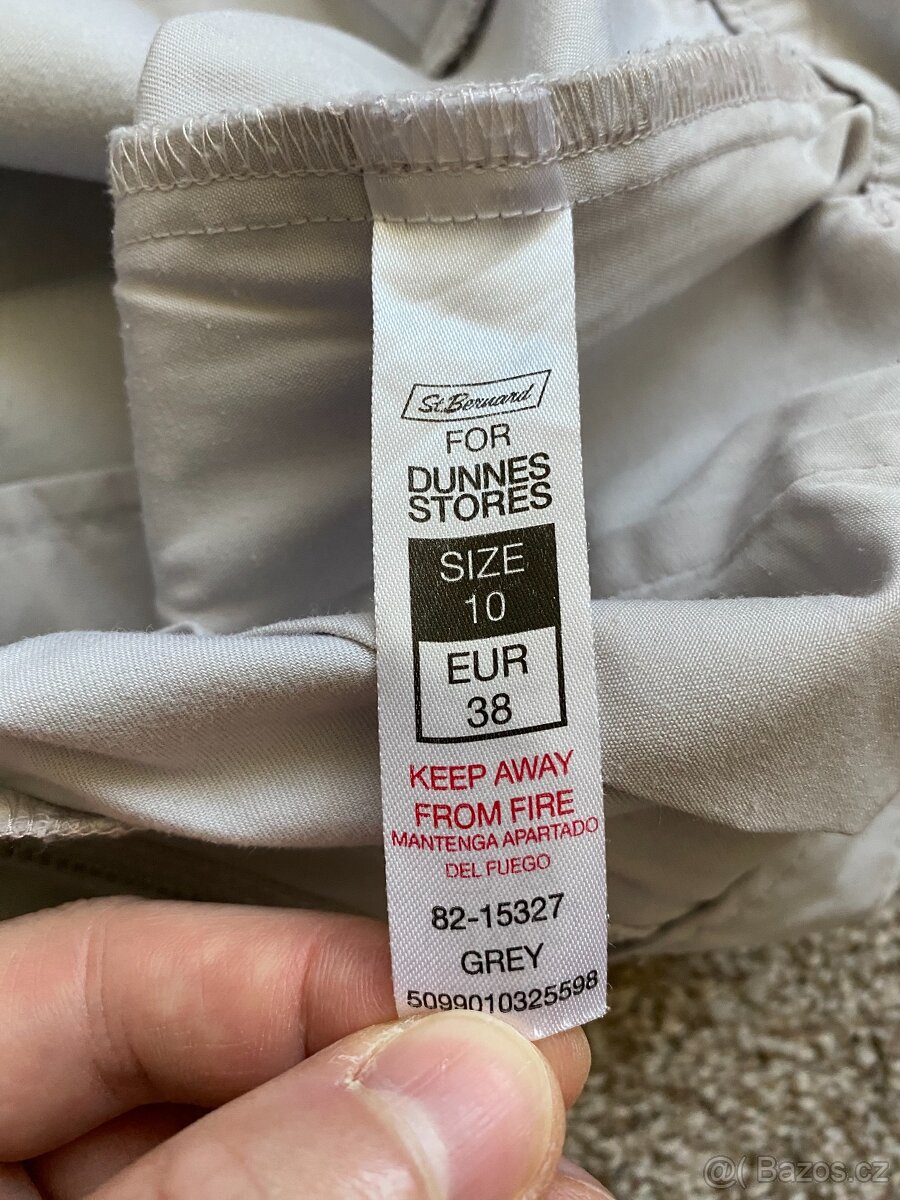 St.Bernard
FOR
DUNNES
STORES
SIZE
10
EUR
38
KEEP AWAY
FROM FIRE
MANTENGA APARTADO
DEL FUEGO
82-15327
GREY
5099010325598
@( Bazos.cz